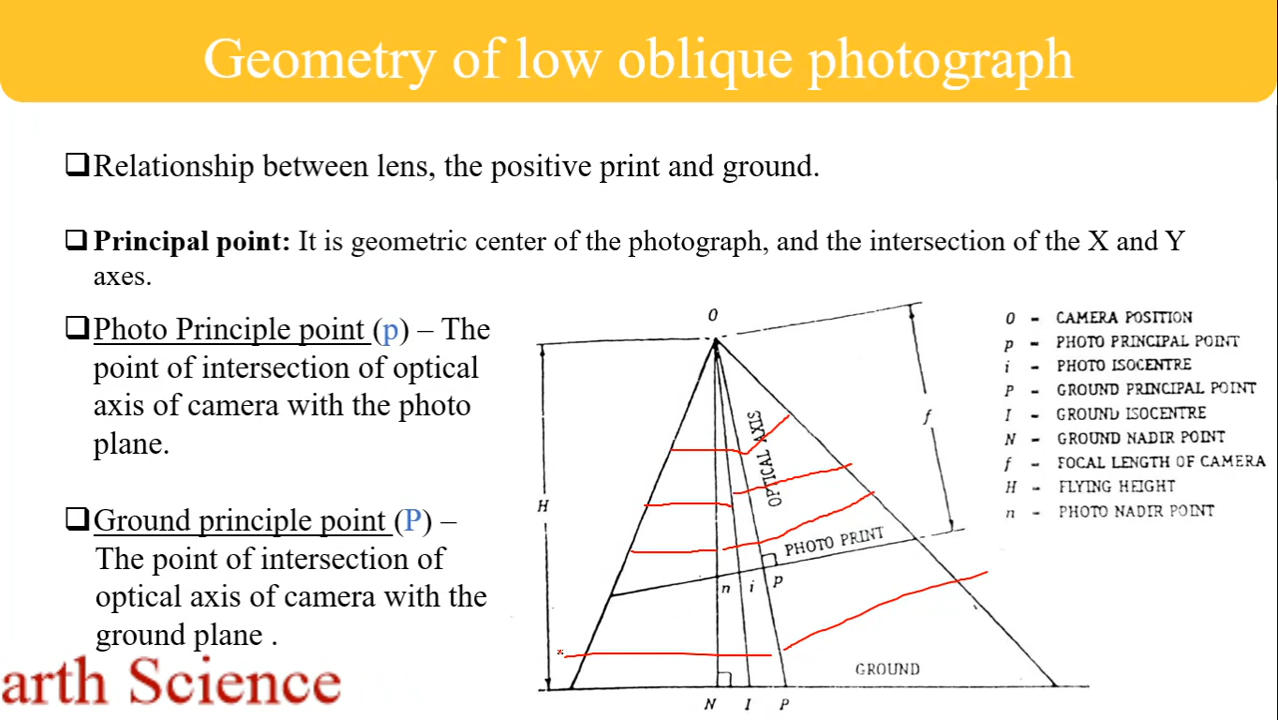 Geometry of low oblique photograph
❑Relationship between lens, the positive print and ground.
❑ Principal point: It is geometric center of the photograph, and the intersection of the X and Y
axes.
❑Photo Principle point (p) – The
point of intersection of optical
axis of camera with the photo
plane.
❑Ground principle point (P) –
The point of intersection of
optical axis of camera with the
ground plane .
arth Science
O
H
OPTICAL AXIS
f
PHOTO PRINT
n i p
GROUND
N I P
O - CAMERA POSITION
p - PHOTO PRINCIPAL POINT
i - PHOTO ISOCENTRE
P - GROUND PRINCIPAL POINT
I - GROUND ISOCENTRE
N - GROUND NADIR POINT
f - FOCAL LENGTH OF CAMERA
H - FLYING HEIGHT
n - PHOTO NADIR POINT